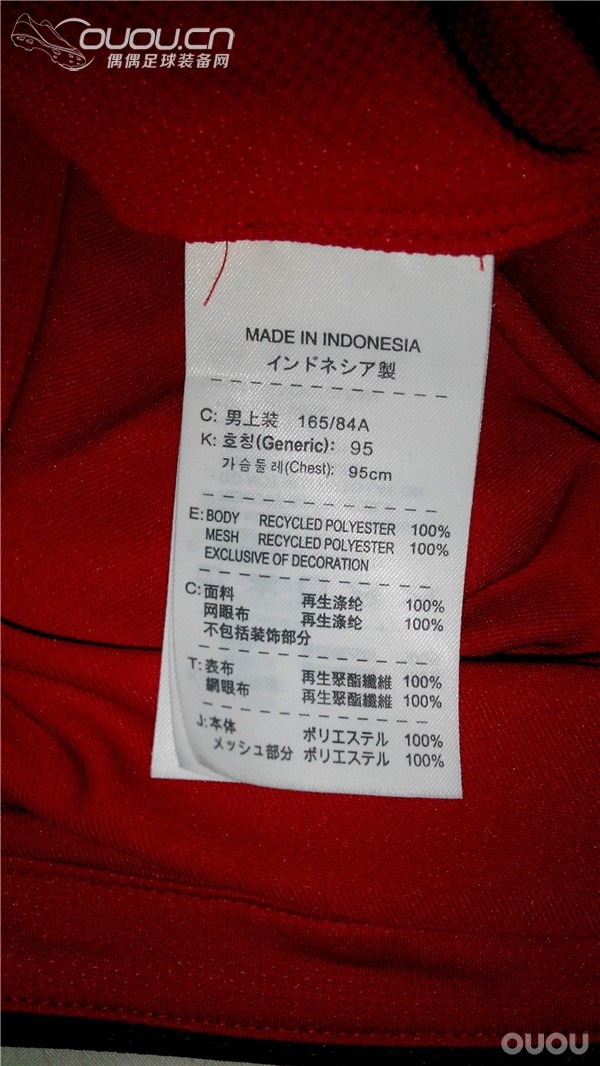 OUOU.CN
偶偶足球装备网
MADE IN INDONESIA
インドネシア製
C: 男上装 165/84A
K: 호칭(Generic): 95
가슴둘레(Chest): 95cm
E: BODY RECYCLED POLYESTER 100%
MESH RECYCLED POLYESTER 100%
EXCLUSIVE OF DECORATION
C: 面料 再生涤纶 100%
网眼布 再生涤纶 100%
不包括装饰部分
T: 表布 再生聚酯纖維 100%
網眼布 再生聚酯纖維 100%
J: 本体 ポリエステル 100%
メッシュ部分 ポリエステル 100%
OUOU